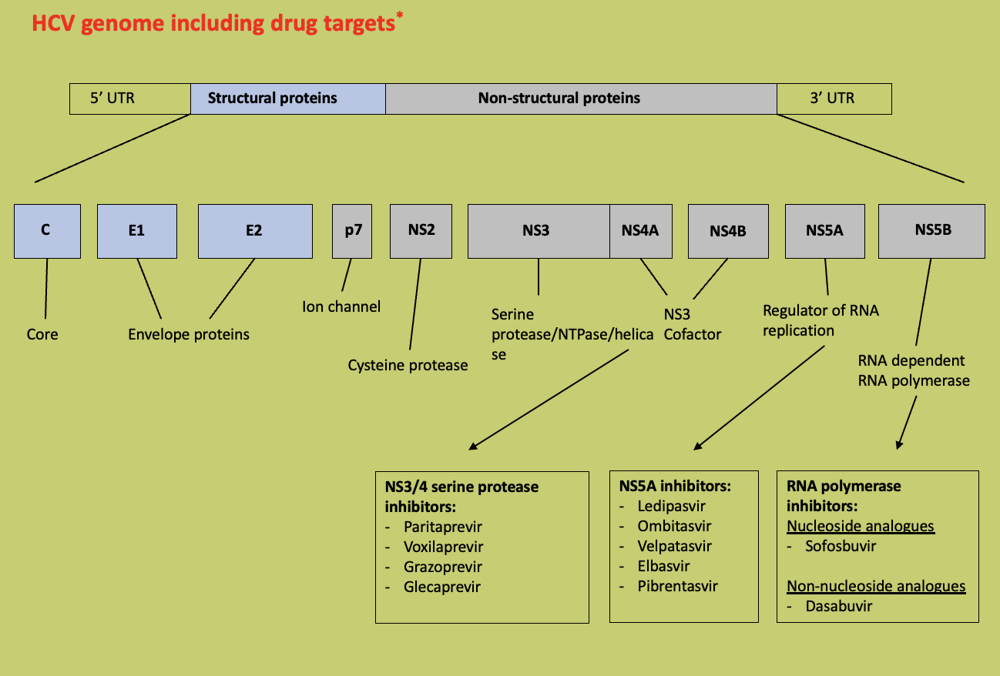 HCV genome including drug targets*
5’ UTR
Structural proteins
Non-structural proteins
3’ UTR
C
E1
E2
p7
NS2
NS3
NS4A
NS4B
NS5A
NS5B
Core
Envelope proteins
Ion channel
Cysteine protease
Serine
protease/NTPase/helica
se
NS3
Cofactor
Regulator of RNA
replication
RNA dependent
RNA polymerase
NS3/4 serine protease
inhibitors:
- Paritaprevir
- Voxilaprevir
- Grazoprevir
- Glecaprevir
NS5A inhibitors:
- Ledipasvir
- Ombitasvir
- Velpatasvir
- Elbasvir
- Pibrentasvir
RNA polymerase
inhibitors:
Nucleoside analogues
- Sofosbuvir
Non-nucleoside analogues
- Dasabuvir